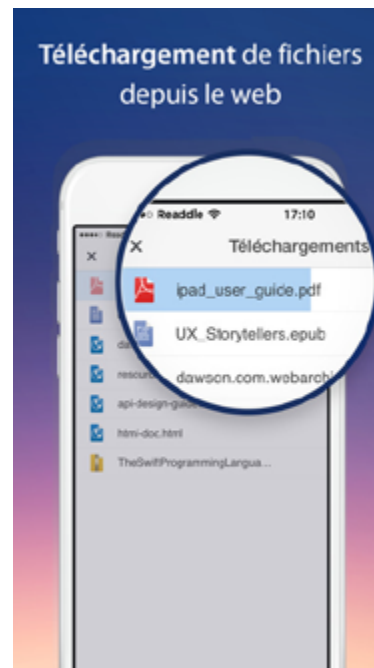 Téléchargement de fichiers
depuis le web
Readdle 17:10
× Téléchargements
ipad_user_guide.pdf
UX_Storytellers.epub
dawson.com.webarchi
×
resourc
api-design-guide
html-doc.html
TheSwiftProgrammingLangua...